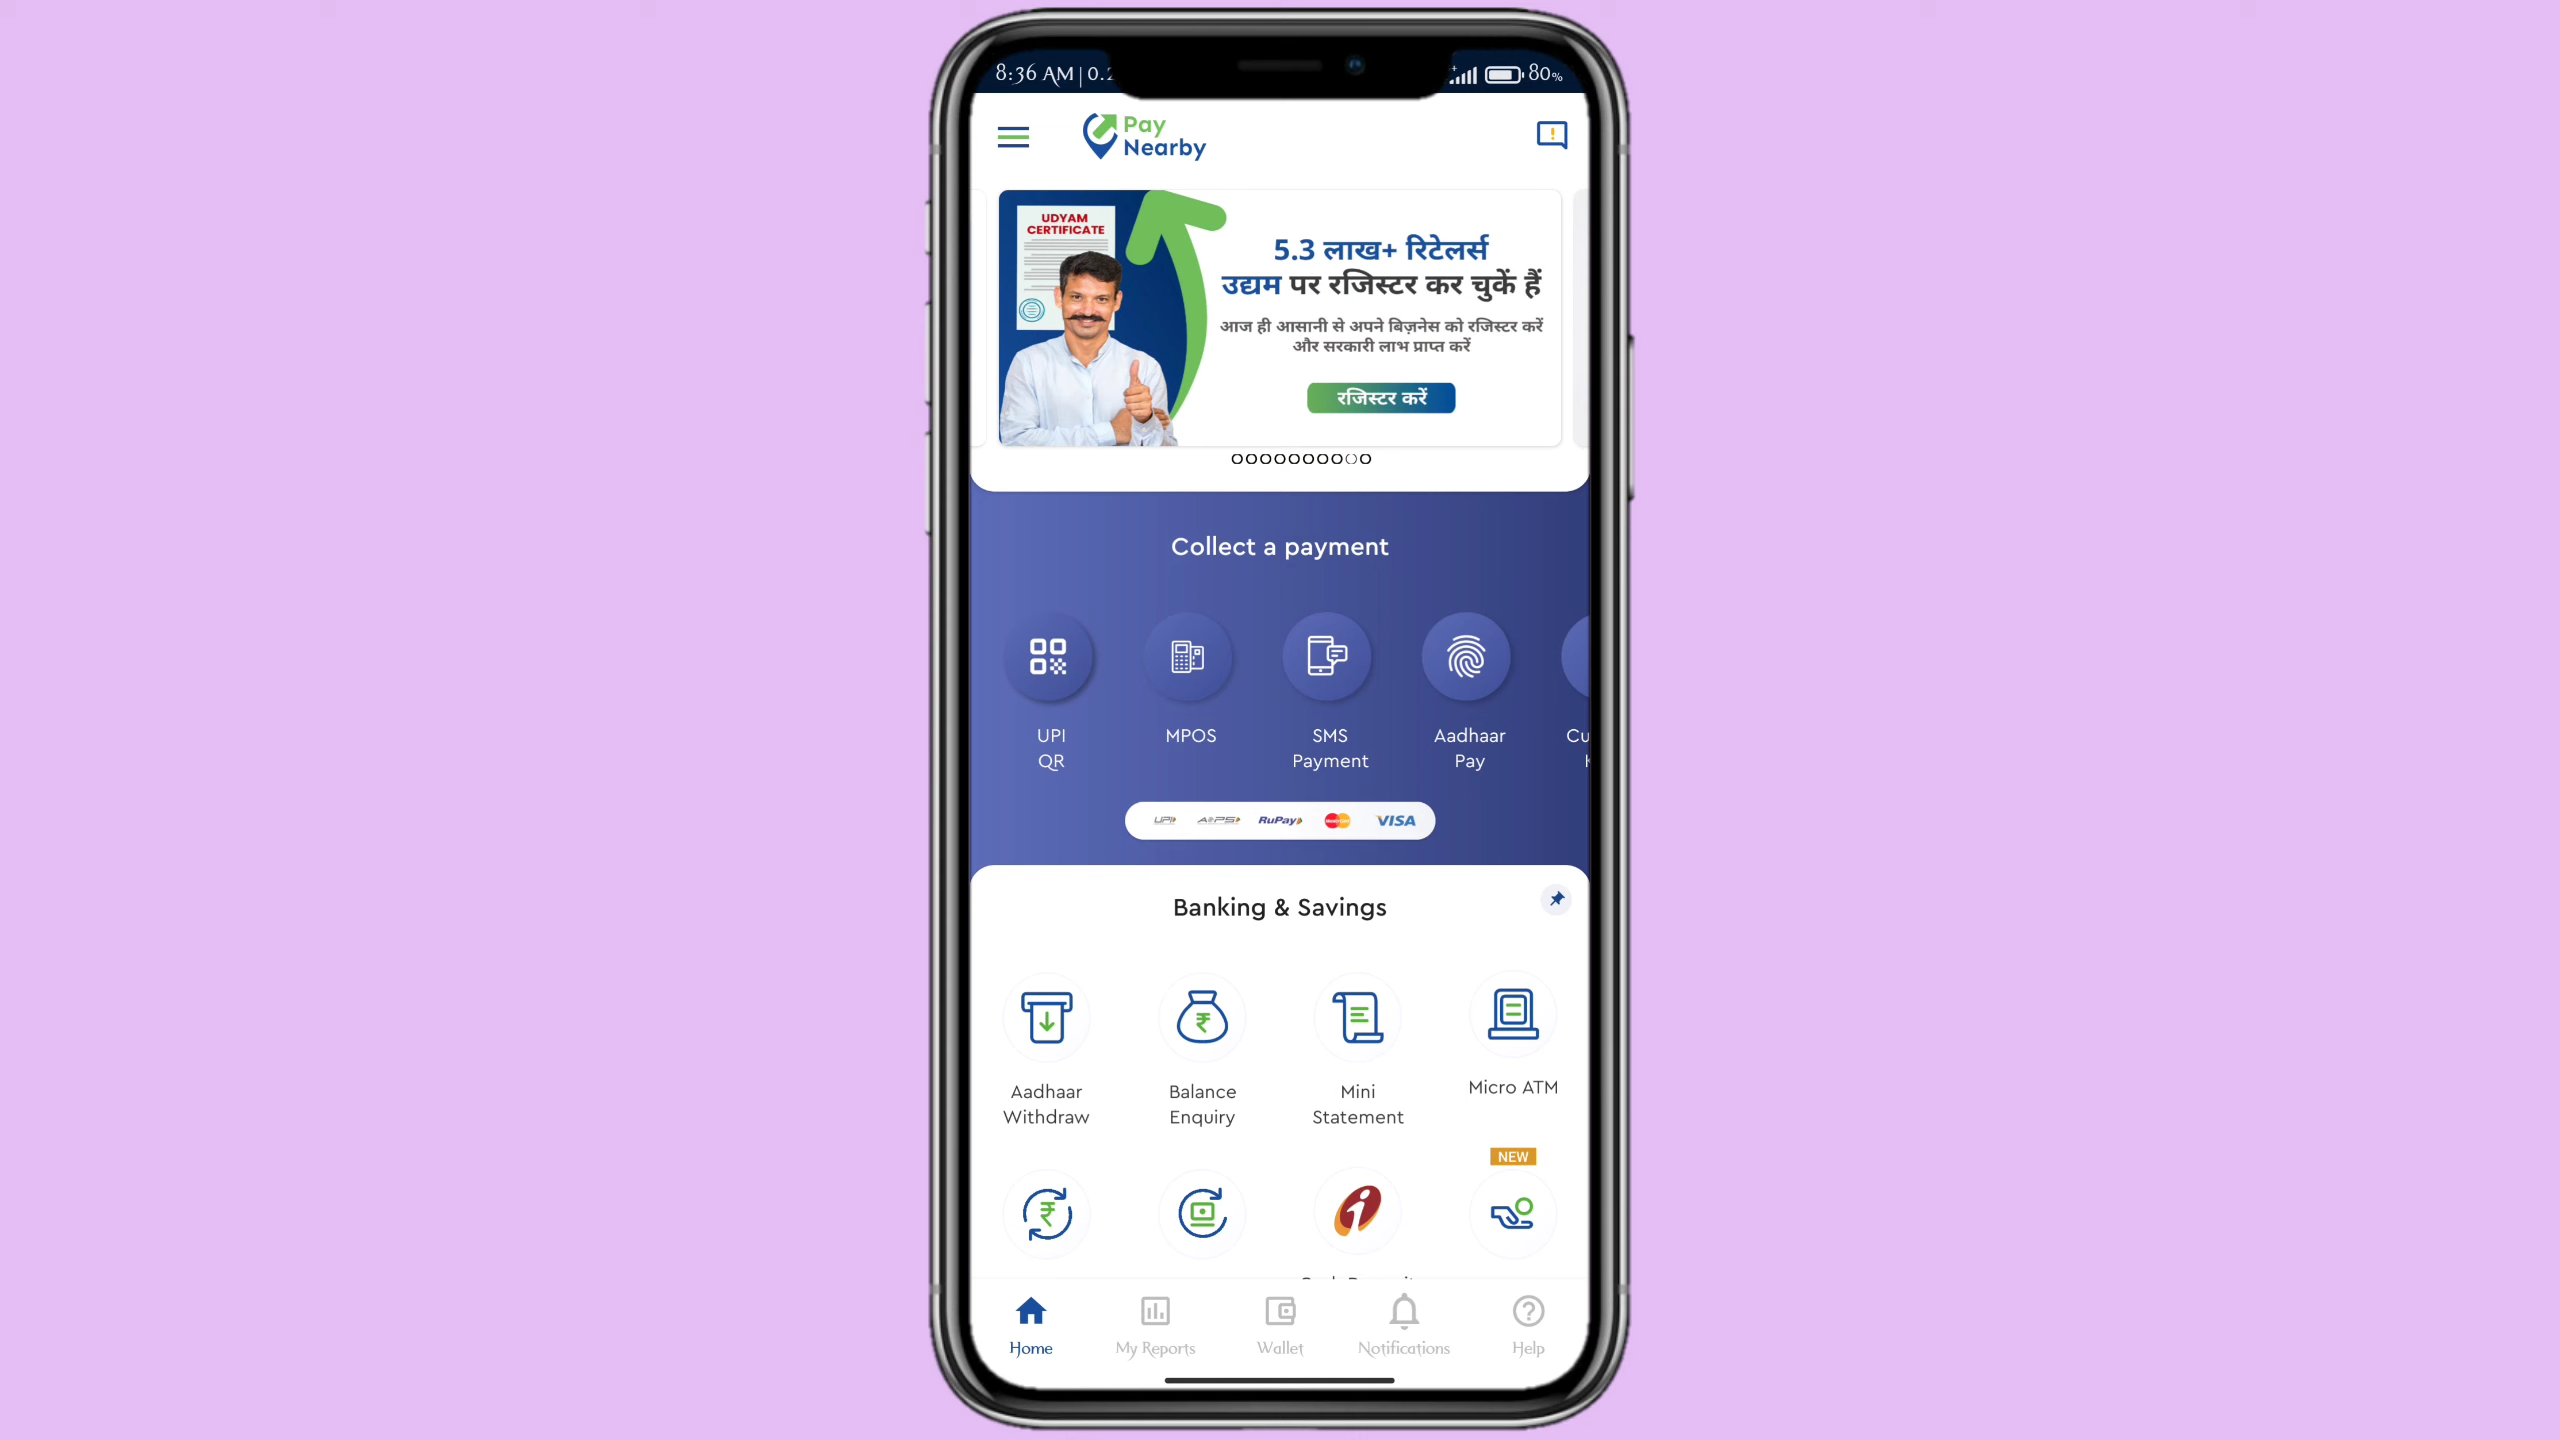 8:36 AM | 0.2
80%
Pay
Nearby
UDYAM
CERTIFICATE
5.3 लाख+ रिटेलर्स
उद्यम पर रजिस्टर कर चुकें हैं
आज ही आसानी से अपने बिज़नेस को रजिस्टर करें
और सरकारी लाभ प्राप्त करें
रजिस्टर करें
Collect a payment
UPI
QR
MPOS
SMS
Payment
Aadhaar
Pay
Cu
UPI AEPS RuPay VISA
Banking & Savings
Aadhaar
Withdraw
Balance
Enquiry
Mini
Statement
Micro ATM
NEW
Home
My Reports
Wallet
Notifications
Help